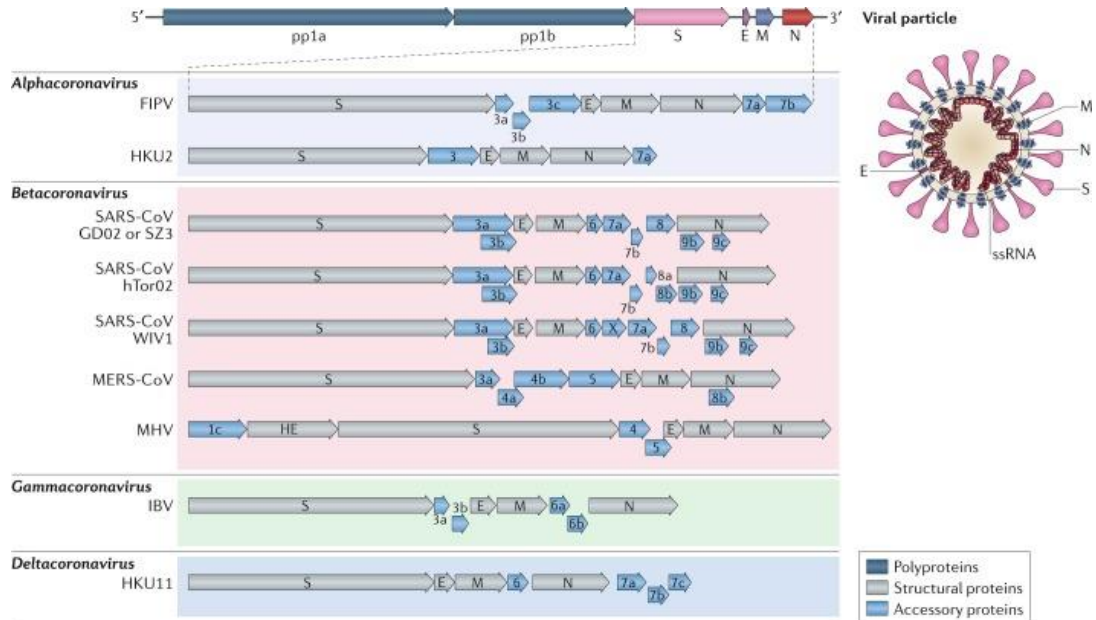 5′ 3′ Viral particle
pp1a pp1b S E M N
Alphacoronavirus
FIPV S 3a 3b 3c E M N 7a 7b
HKU2 S 3 E M N 7a
Betacoronavirus
SARS-CoV
GD02 or SZ3 S 3a 3b E M 6 7a 7b 8 N 9b 9c
SARS-CoV
hTor02 S 3a 3b E M 6 7a 7b 8a 8b N 9b 9c
SARS-CoV
WIV1 S 3a 3b E M 6 X 7a 7b 8 N 9b 9c
MERS-CoV S 3a 4a 4b 5 E M N 8b
MHV 1c HE S 4 5 E M N
Gammacoronavirus
IBV S 3a 3b E M 6a 6b N
Deltacoronavirus
HKU11 S E M 6 N 7a 7b 7c
M
N
E
S
ssRNA
Polyproteins
Structural proteins
Accessory proteins